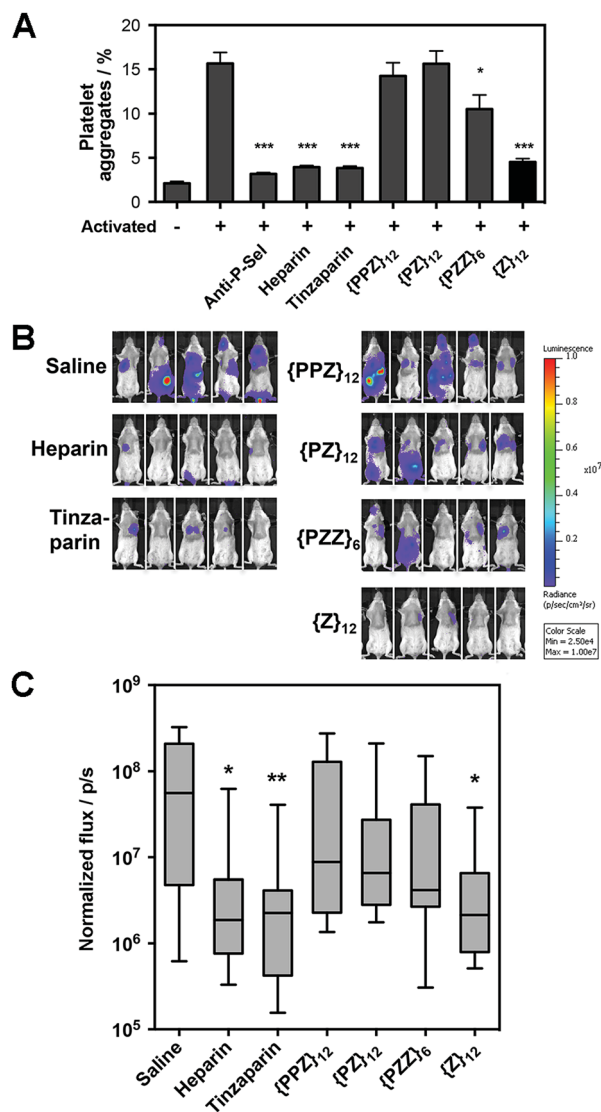 A
Platelet
aggregates / %
20
15
10
5
0
*** *** *** * ***
Activated - + + + + + + + +
Anti-P-Sel
Heparin
Tinzaparin
{PPZ}12
{PZ}12
{PZZ}6
{Z}12
B
Saline
Heparin
Tinza-
parin
{PPZ}12
{PZ}12
{PZZ}6
{Z}12
Luminescence
1.0
0.8
0.6
x10^7
0.4
0.2
Radiance
(p/sec/cm²/sr)
Color Scale
Min = 2.50e4
Max = 1.00e7
C
Normalized flux / p/s
10^9
10^8
10^7
10^6
10^5
* ** *
Saline
Heparin
Tinzaparin
{PPZ}12
{PZ}12
{PZZ}6
{Z}12